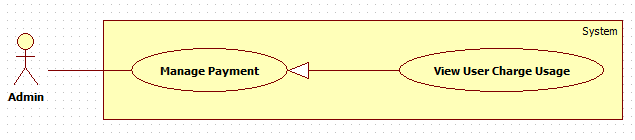 System
Manage Payment
View User Charge Usage
Admin